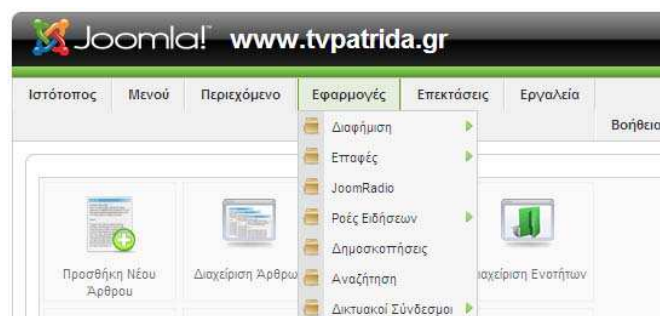 Joomla! www.tvpatrida.gr
Ιστότοπος Μενού Περιεχόμενο Εφαρμογές Επεκτάσεις Εργαλεία
Βοήθεια
Διαφήμιση
Επαφές
JoomRadio
Ροές Ειδήσεων
Δημοσκοπήσεις
Αναζήτηση
Δικτυακοί Σύνδεσμοι
Προσθήκη Νέου
Άρθρου
Διαχείριση Άρθρω
ιαχείριση Ενοτήτων